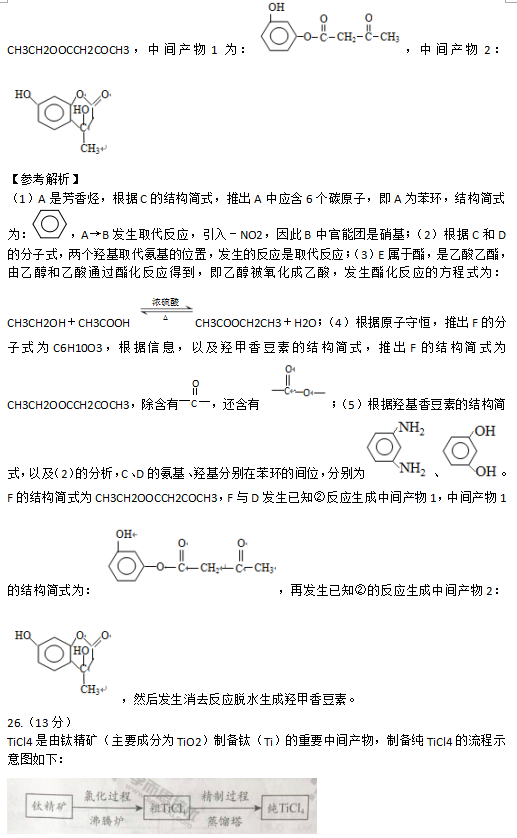 OH
O O
CH3CH2OOCCH2COCH3，中间产物 1 为： O-C-CH2-C-CH3 ，中间产物 2：
HO O O
HO
C
CH3
【参考解析】
（1）A 是芳香烃，根据 C 的结构简式，推出 A 中应含 6 个碳原子，即 A 为苯环，结构简式
为： ，A→B 发生取代反应，引入－NO2，因此 B 中官能团是硝基；（2）根据 C 和 D
的分子式，两个羟基取代氨基的位置，发生的反应是取代反应；（3）E 属于酯，是乙酸乙酯，
由乙醇和乙酸通过酯化反应得到，即乙醇被氧化成乙酸，发生酯化反应的方程式为：
浓硫酸
CH3CH2OH＋CH3COOH △ CH3COOCH2CH3＋H2O；（4）根据原子守恒，推出 F 的分
子式为 C6H10O3，根据信息，以及羟甲香豆素的结构简式，推出 F 的结构简式为
O O
CH3CH2OOCCH2COCH3，除含有—C—，还含有 —C—O— ；（5）根据羟基香豆素的结构简
NH2 OH
式，以及（2）的分析，C、D 的氨基、羟基分别在苯环的间位，分别为 、 。
NH2 OH
F 的结构简式为 CH3CH2OOCCH2COCH3，F 与 D 发生已知②反应生成中间产物 1，中间产物 1
OH
O O
的结构简式为： O—C—CH2—C—CH3 ，再发生已知②的反应生成中间产物 2：
HO O O
HO
C
CH3 ，然后发生消去反应脱水生成羟甲香豆素。
26.（13 分）
TiCl4 是由钛精矿（主要成分为 TiO2）制备钛（Ti）的重要中间产物，制备纯 TiCl4 的流程示
意图如下：
钛精矿 氯化过程 沸腾炉 粗TiCl4 精制过程 蒸馏塔 纯TiCl4